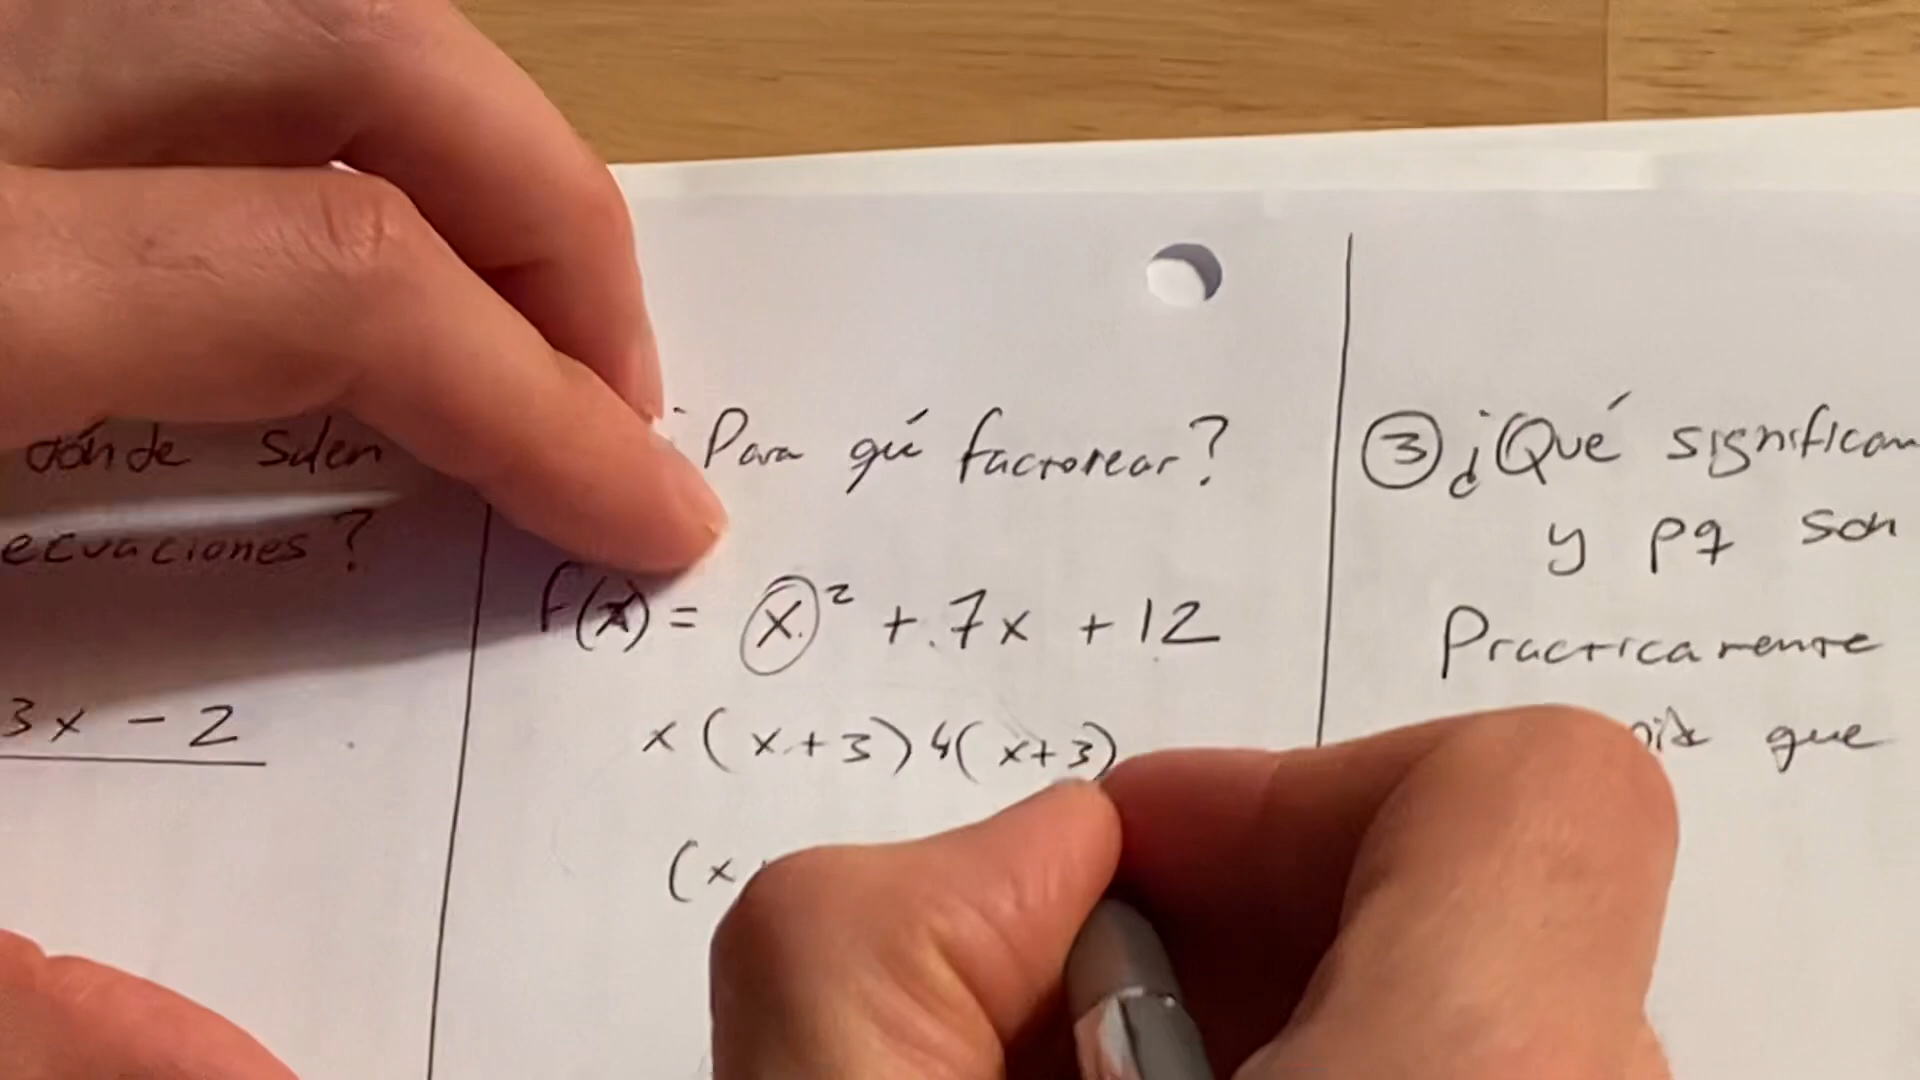 dónde salen
ecuaciones?
3x - 2
¿Para qué factorear?
f(x) = x² + 7x + 12
x(x+3) 4(x+3)
(x
③ ¿Qué significan
y pq son
Practicamente
que